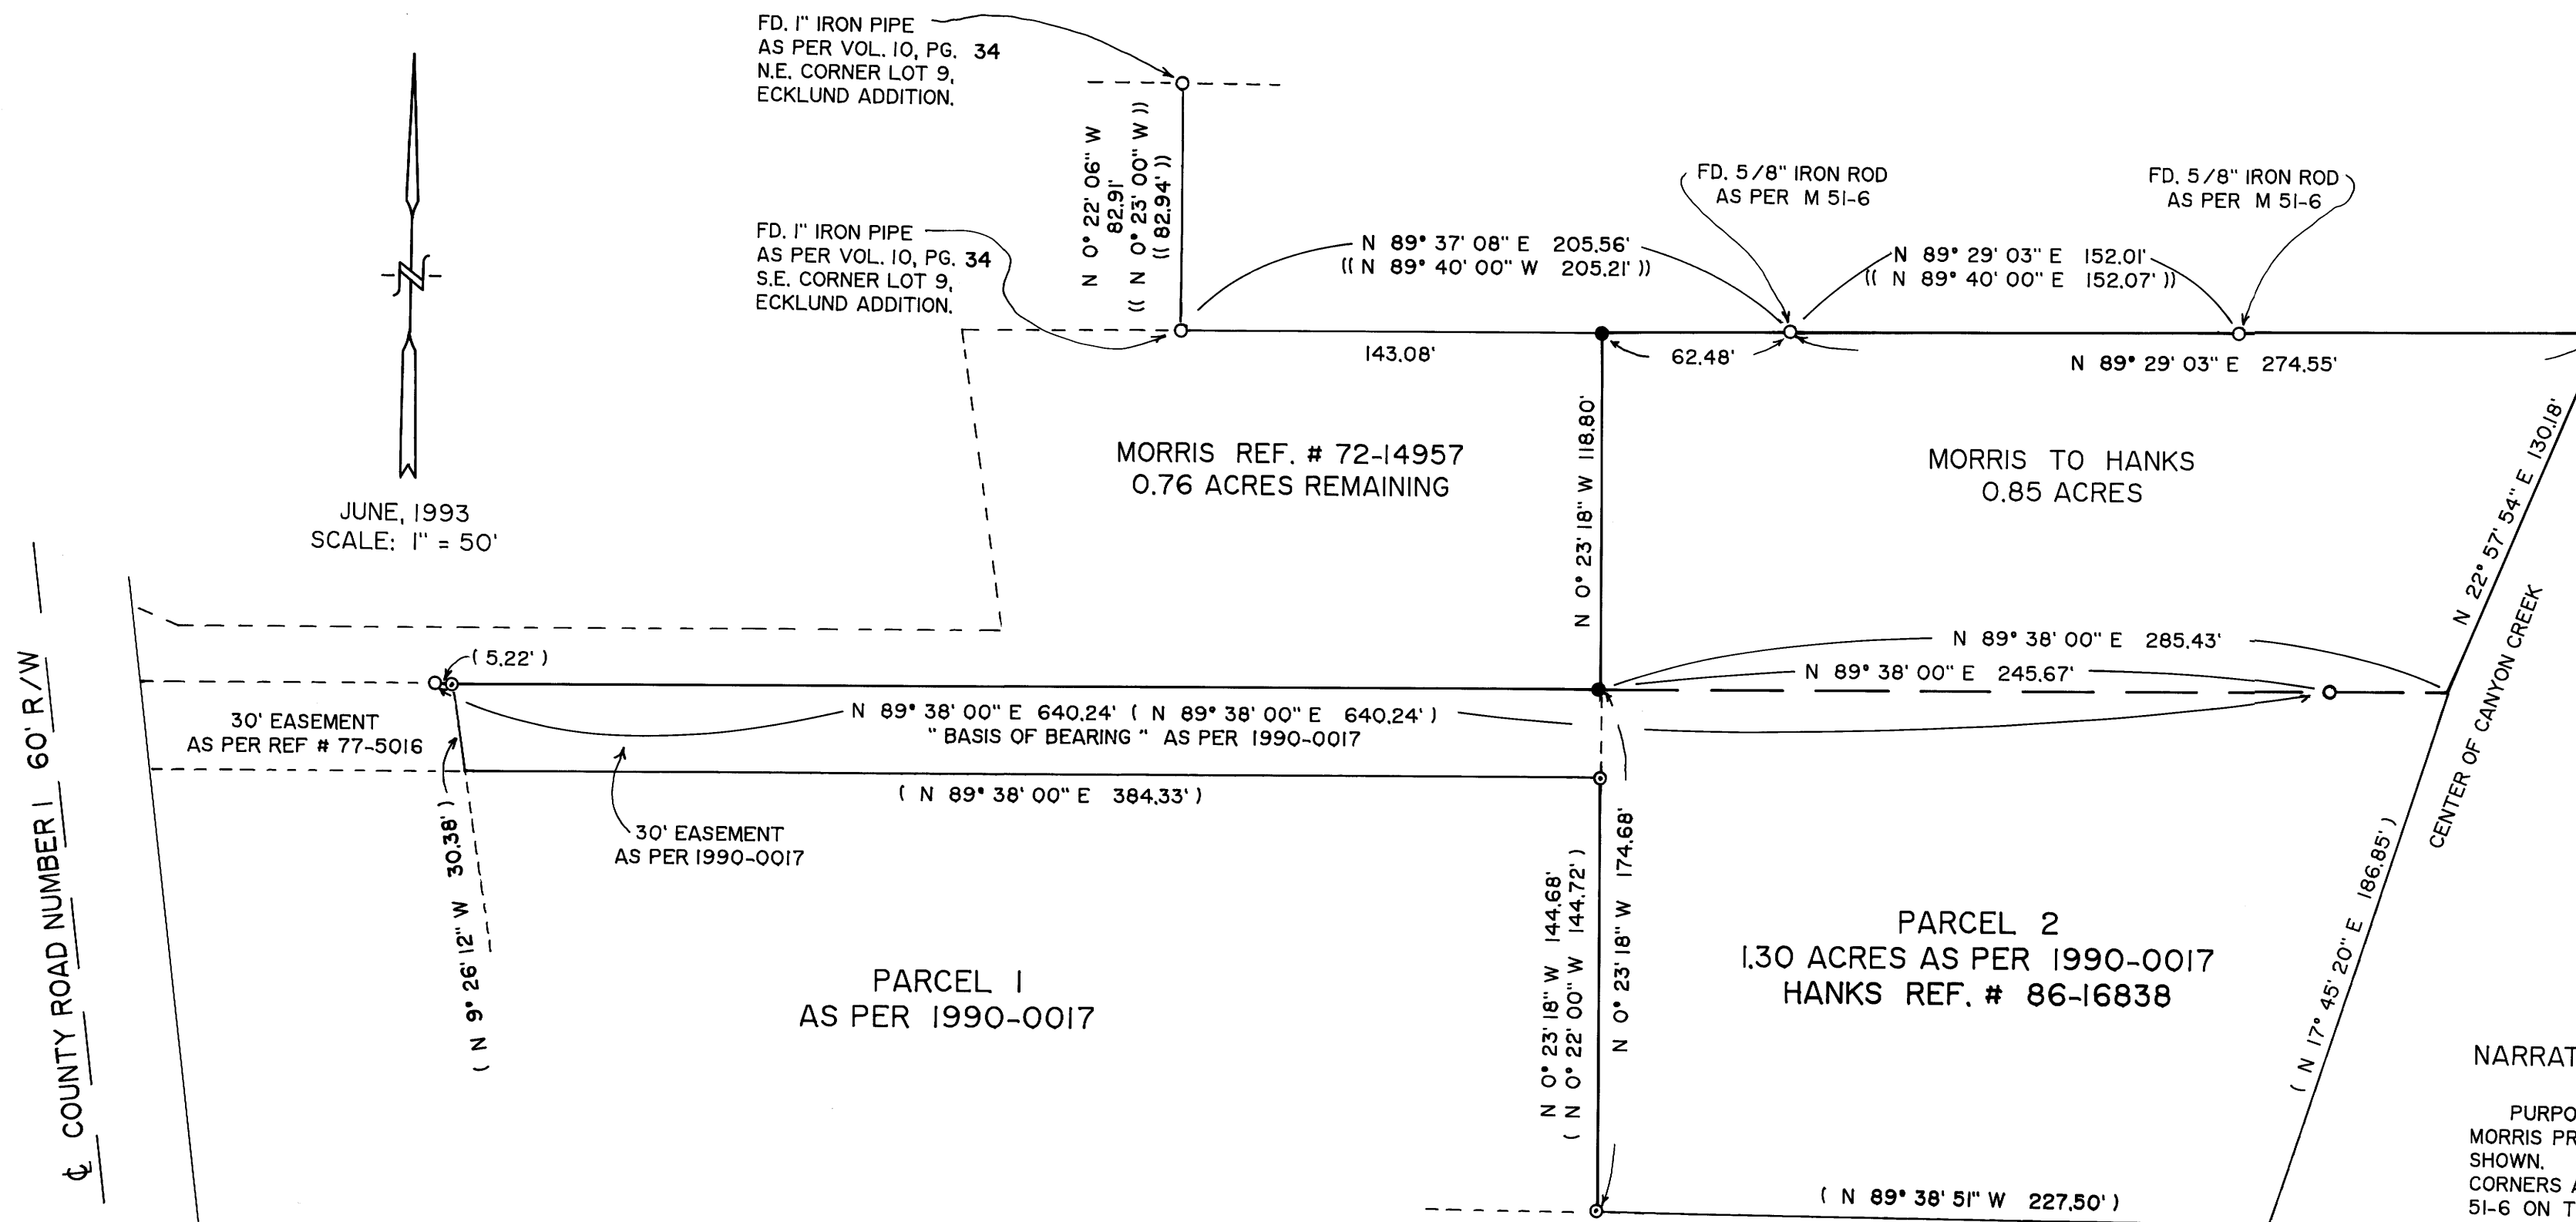 FD. 1" IRON PIPE
AS PER VOL. 10, PG. 34
N.E. CORNER LOT 9,
ECKLUND ADDITION.
N 0° 22' 06" W
82.91'
(( N 0° 23' 00" W ))
(( 82.94' ))
FD. 5/8" IRON ROD
AS PER M 51-6
FD. 5/8" IRON ROD
AS PER M 51-6
FD. 1" IRON PIPE
AS PER VOL. 10, PG. 34
S.E. CORNER LOT 9,
ECKLUND ADDITION.
N 89° 37' 08" E 205.56'
(( N 89° 40' 00" W 205.21' ))
N 89° 29' 03" E 152.01'
(( N 89° 40' 00" E 152.07' ))
N
143.08'
62.48'
N 89° 29' 03" E 274.55'
JUNE, 1993
SCALE: 1" = 50'
MORRIS REF. # 72-14957
0.76 ACRES REMAINING
N 0° 23' 18" W 118.80'
MORRIS TO HANKS
0.85 ACRES
N 22° 57' 54" E 130.18'
CENTER OF CANYON CREEK
( 5.22' )
N 89° 38' 00" E 285.43'
N 89° 38' 00" E 245.67'
30' EASEMENT
AS PER REF # 77-5016
N 89° 38' 00" E 640.24' ( N 89° 38' 00" E 640.24' )
" BASIS OF BEARING " AS PER 1990-0017
( N 89° 38' 00" E 384.33' )
30' EASEMENT
AS PER 1990-0017
℄ COUNTY ROAD NUMBER 1 60' R/W
( N 9° 26' 12" W 30.38' )
PARCEL 1
AS PER 1990-0017
N 0° 23' 18" W 144.68'
( N 0° 22' 00" W 144.72' )
N 0° 23' 18" W 174.68'
PARCEL 2
1.30 ACRES AS PER 1990-0017
HANKS REF. # 86-16838
( N 17° 45' 20" E 186.85' )
( N 89° 38' 51" W 227.50' )
NARRAT
PURPO
MORRIS PR
SHOWN.
CORNERS A
51-6 ON T